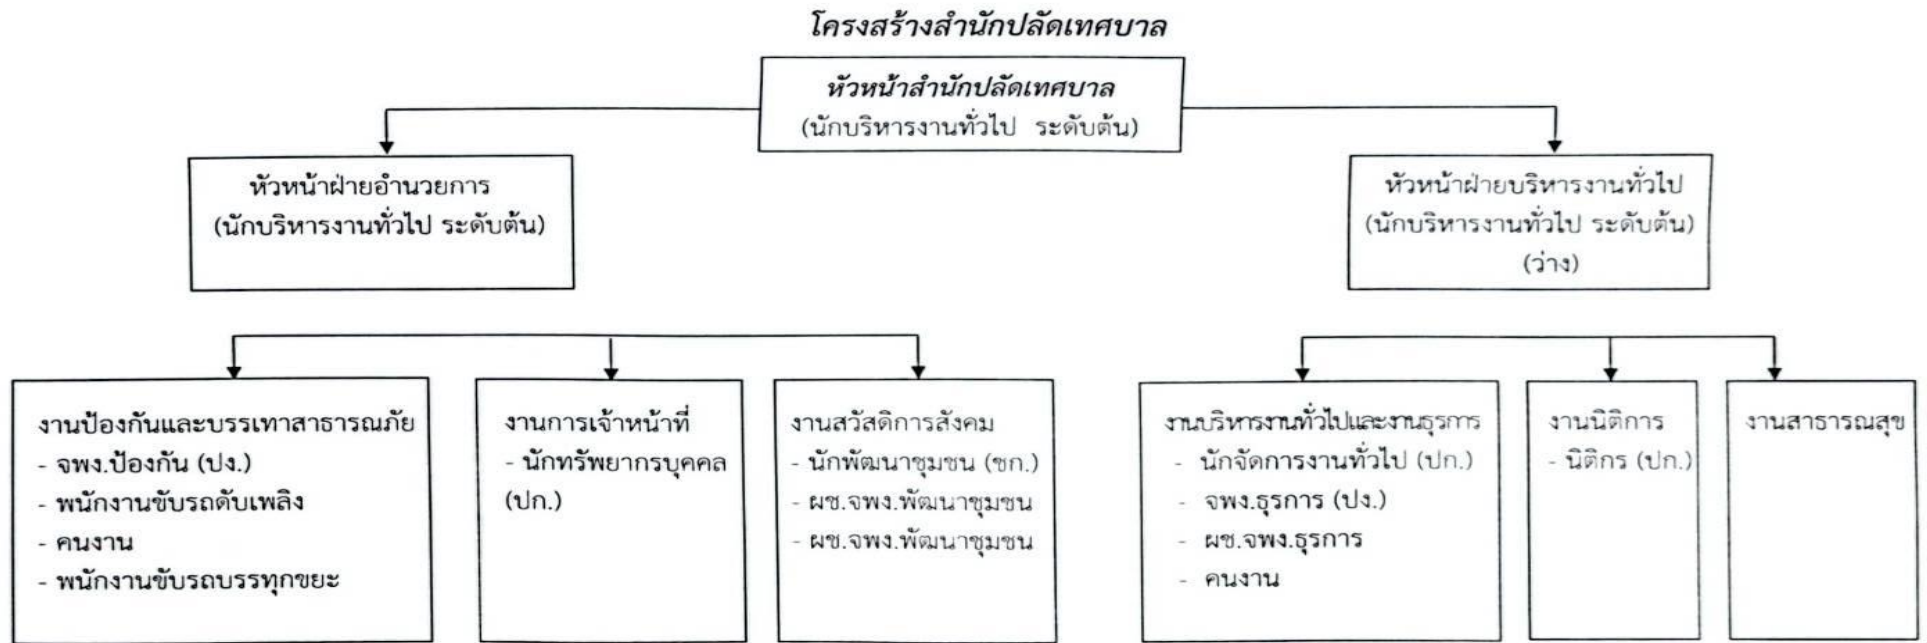 โครงสร้างสำนักปลัดเทศบาล
หัวหน้าสำนักปลัดเทศบาล
(นักบริหารงานทั่วไป ระดับต้น)
หัวหน้าฝ่ายอำนวยการ
(นักบริหารงานทั่วไป ระดับต้น)
หัวหน้าฝ่ายบริหารงานทั่วไป
(นักบริหารงานทั่วไป ระดับต้น)
(ว่าง)
งานป้องกันและบรรเทาสาธารณภัย
- จพง.ป้องกัน (ปง.)
- พนักงานขับรถดับเพลิง
- คนงาน
- พนักงานขับรถบรรทุกขยะ
งานการเจ้าหน้าที่
- นักทรัพยากรบุคคล
(ปก.)
งานสวัสดิการสังคม
- นักพัฒนาชุมชน (ชก.)
- ผช.จพง.พัฒนาชุมชน
- ผช.จพง.พัฒนาชุมชน
งานบริหารงานทั่วไปและงานธุรการ
- นักจัดการงานทั่วไป (ปก.)
- จพง.ธุรการ (ปง.)
- ผช.จพง.ธุรการ
- คนงาน
งานนิติการ
- นิติกร (ปก.)
งานสาธารณสุข